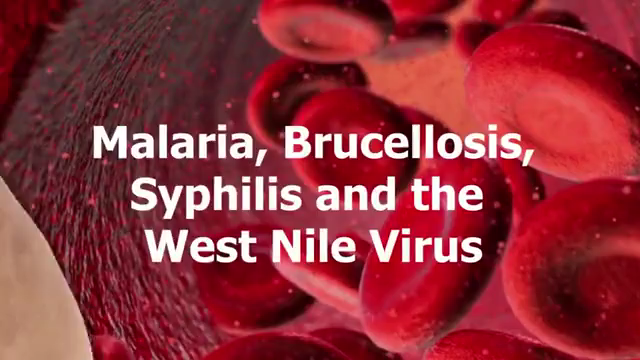 Malaria, Brucellosis,
Syphilis and the
West Nile Virus